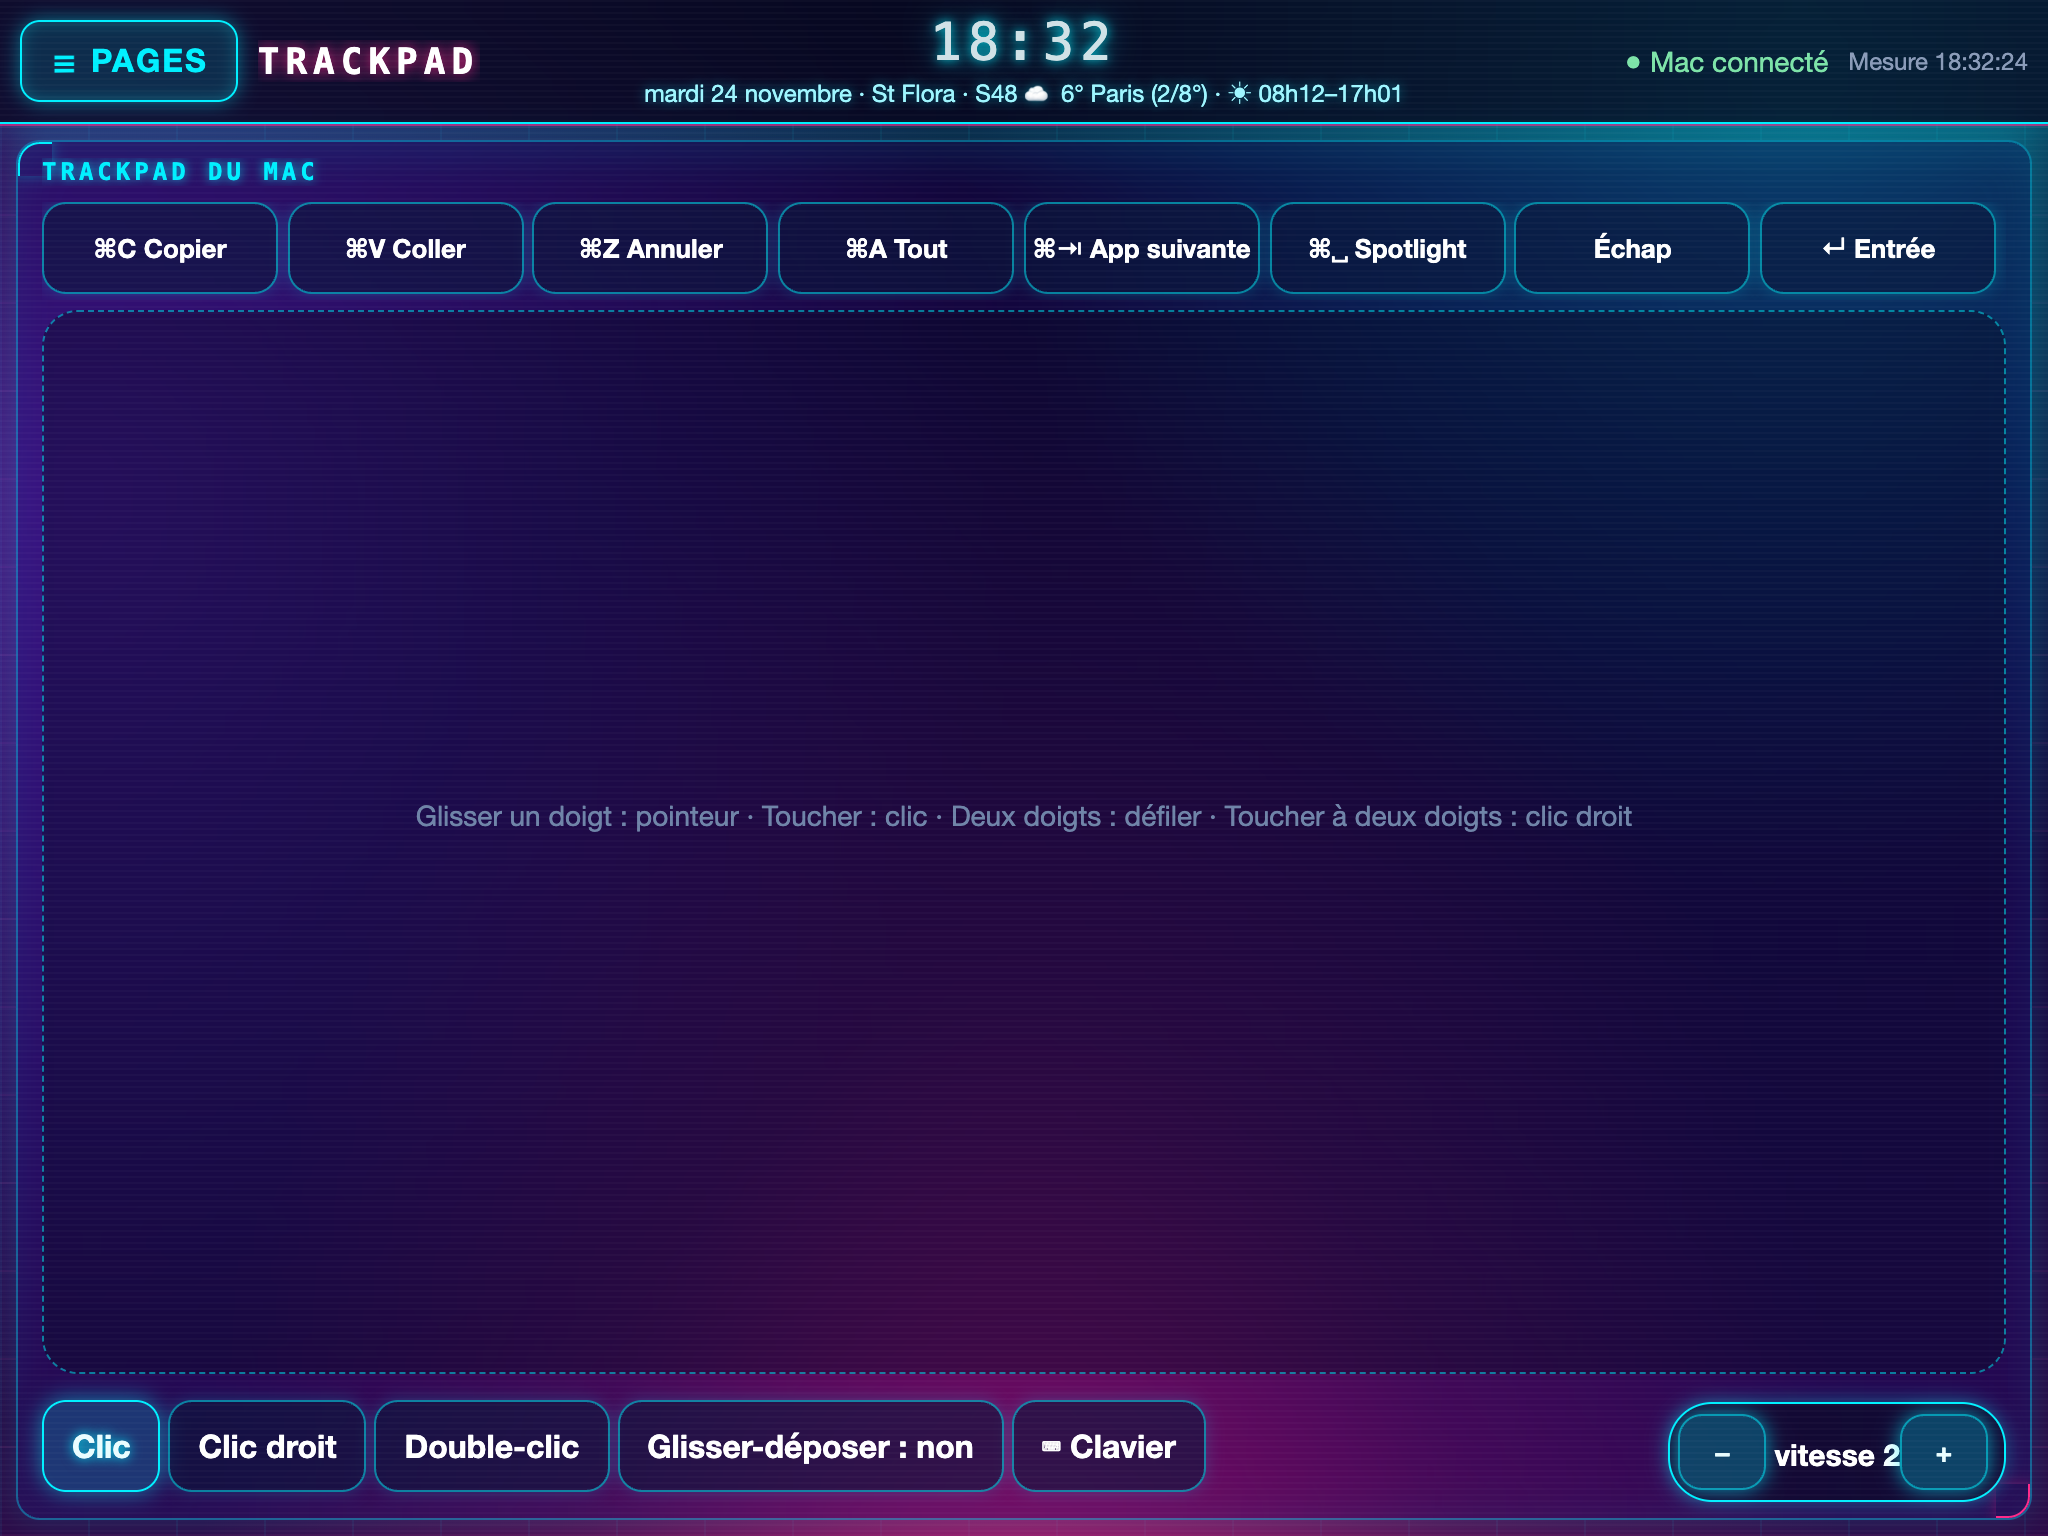 ≡ PAGES
TRACKPAD
18:32
mardi 24 novembre · St Flora · S48 ☁️ 6° Paris (2/8°) · ☀ 08h12–17h01
● Mac connecté
Mesure 18:32:24
TRACKPAD DU MAC
⌘C Copier
⌘V Coller
⌘Z Annuler
⌘A Tout
⌘⇥ App suivante
⌘⎵ Spotlight
Échap
↵ Entrée
Glisser un doigt : pointeur · Toucher : clic · Deux doigts : défiler · Toucher à deux doigts : clic droit
Clic
Clic droit
Double-clic
Glisser-déposer : non
⌨ Clavier
− vitesse 2 +